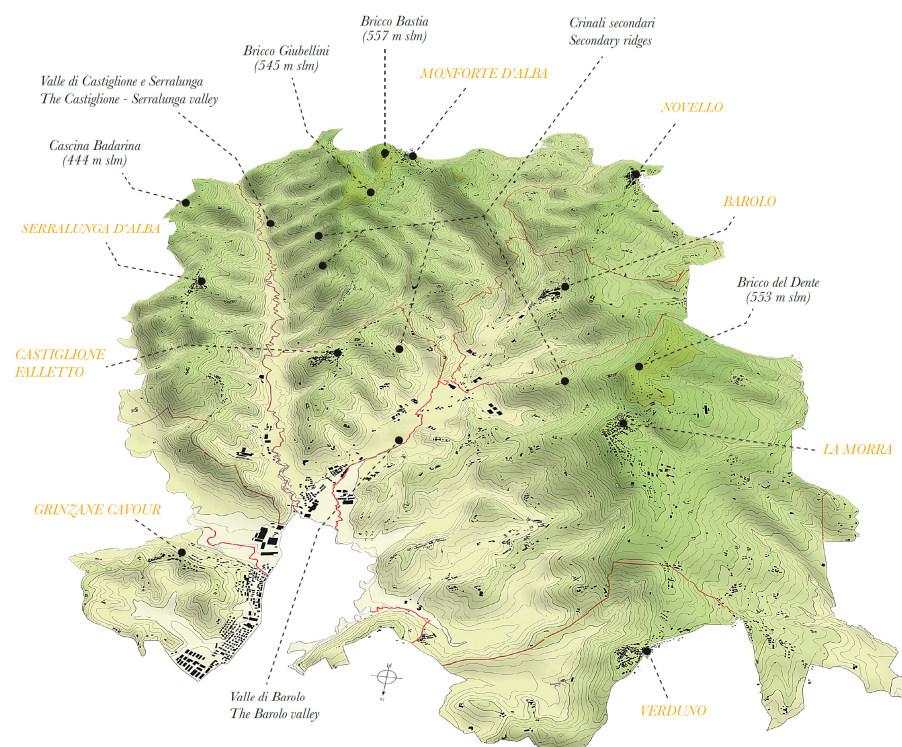 Bricco Bastia
(557 m slm)
Crinali secondari
Secondary ridges
Bricco Giubellini
(545 m slm)
MONFORTE D'ALBA
Valle di Castiglione e Serralunga
The Castiglione - Serralunga valley
NOVELLO
Cascina Badarina
(444 m slm)
BAROLO
SERRALUNGA D'ALBA
Bricco del Dente
(553 m slm)
CASTIGLIONE
FALLETTO
LA MORRA
GRINZANE CAVOUR
Valle di Barolo
The Barolo valley
VERDUNO